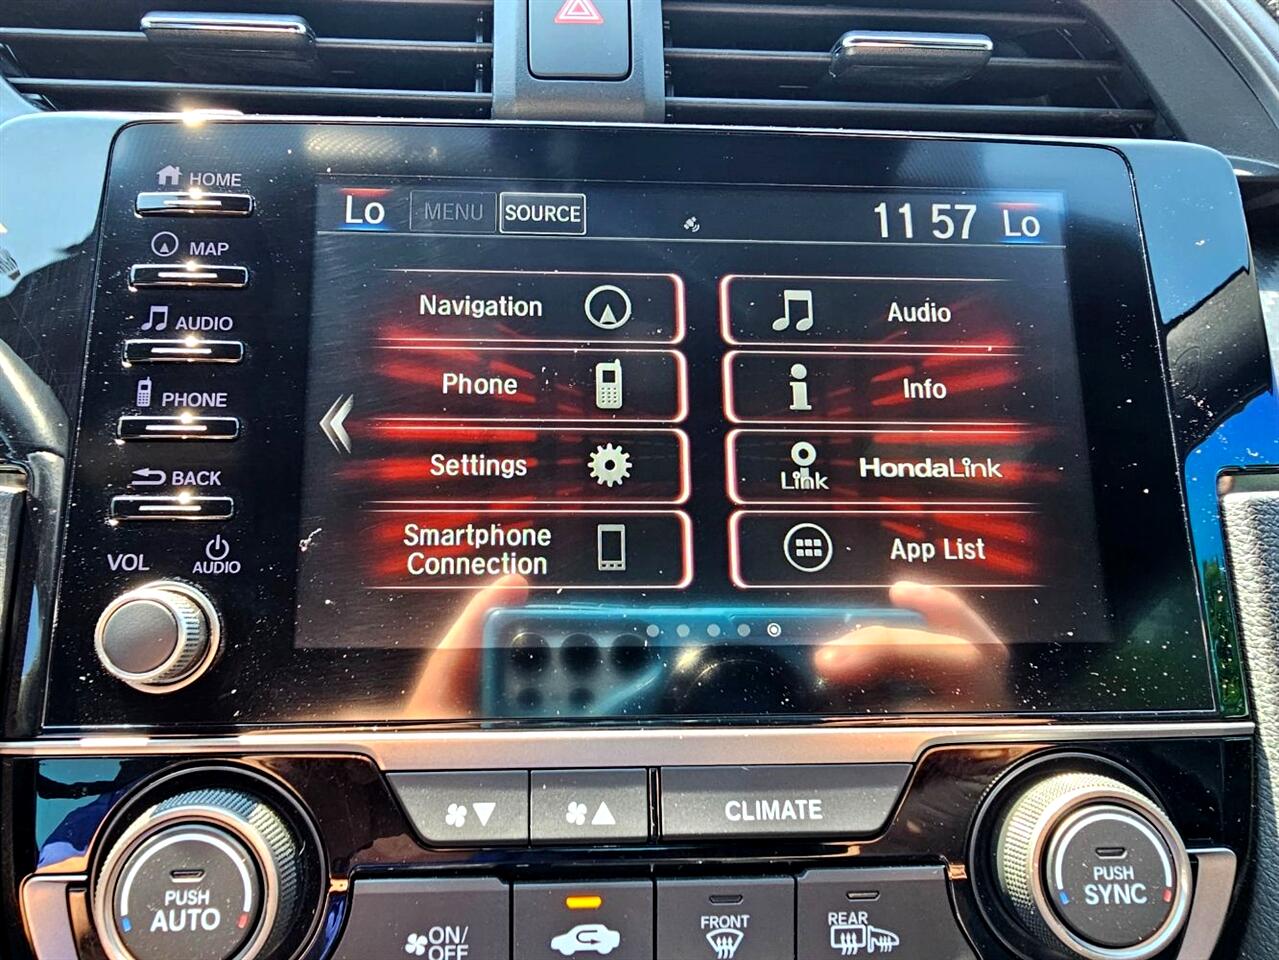 HOME
MAP
AUDIO
PHONE
BACK
VOL
AUDIO
Lo
MENU
SOURCE
11 57
Lo
Navigation
Audio
Phone
Info
Settings
Link
HondaLink
Smartphone
Connection
App List
CLIMATE
PUSH
AUTO
ON/
OFF
FRONT
REAR
PUSH
SYNC